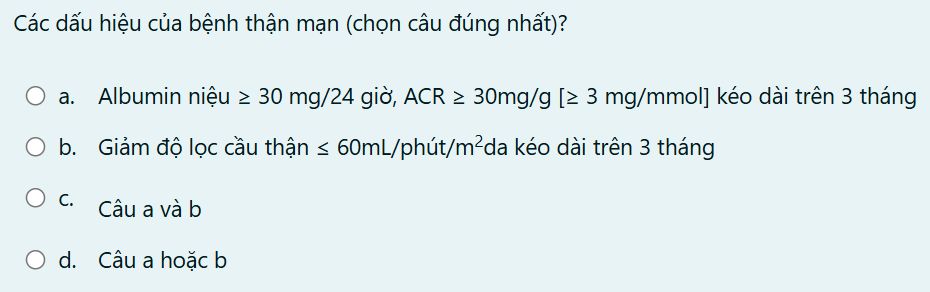 Các dấu hiệu của bệnh thận mạn (chọn câu đúng nhất)?
a. Albumin niệu ≥ 30 mg/24 giờ, ACR ≥ 30mg/g [≥ 3 mg/mmol] kéo dài trên 3 tháng
b. Giảm độ lọc cầu thận ≤ 60mL/phút/m²da kéo dài trên 3 tháng
c. Câu a và b
d. Câu a hoặc b